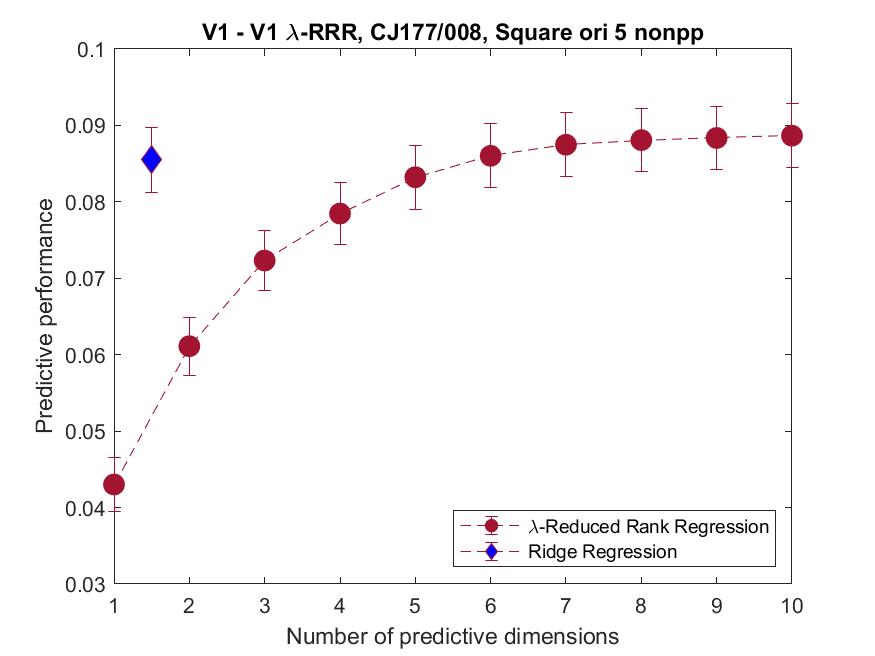 V1 - V1 λ-RRR, CJ177/008, Square ori 5 nonpp
0.1
0.09
0.08
0.07
0.06
0.05
0.04
0.03
Predictive performance
λ-Reduced Rank Regression
Ridge Regression
1 2 3 4 5 6 7 8 9 10
Number of predictive dimensions